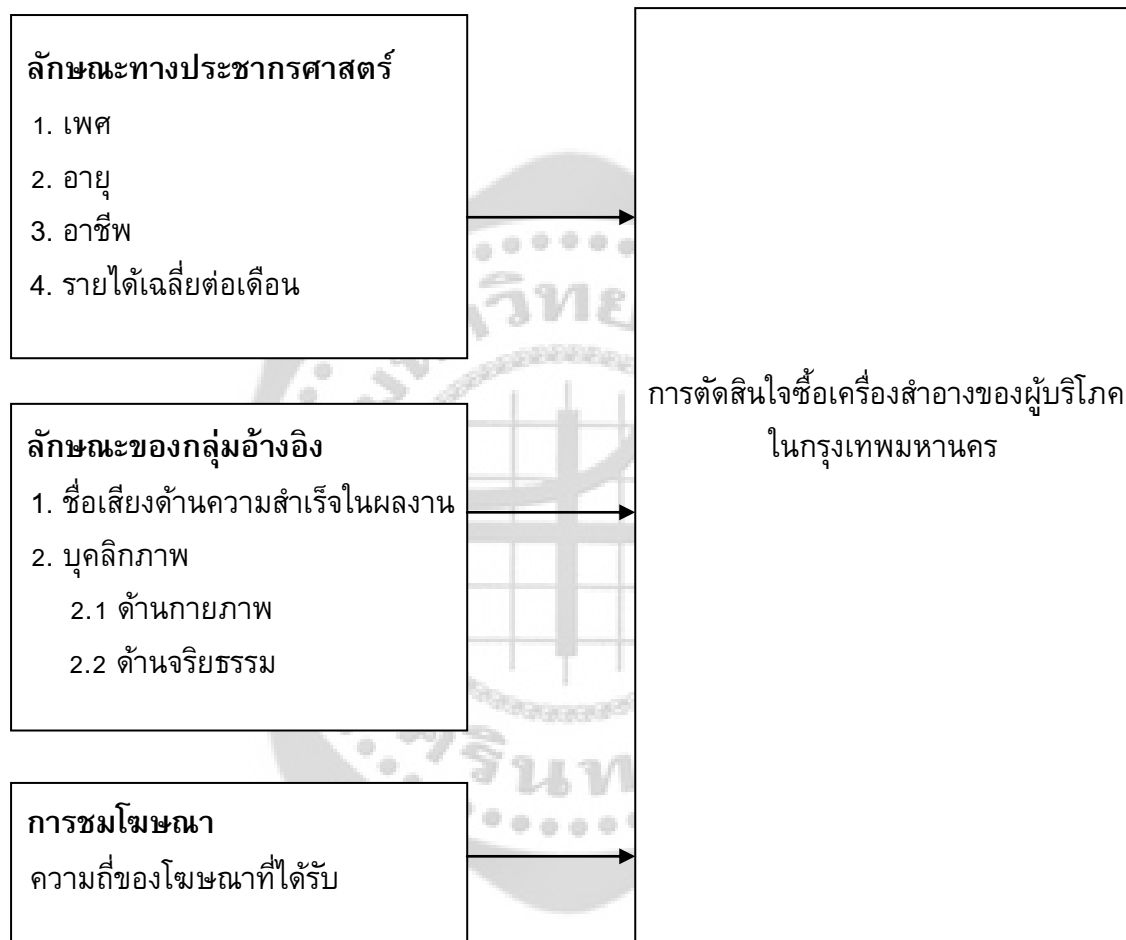 ลักษณะทางประชากรศาสตร์
1. เพศ
2. อายุ
3. อาชีพ
4. รายได้เฉลี่ยต่อเดือน
ลักษณะของกลุ่มอ้างอิง
1. ชื่อเสียงด้านความสำเร็จในผลงาน
2. บุคลิกภาพ
2.1 ด้านกายภาพ
2.2 ด้านจริยธรรม
การชมโฆษณา
ความถี่ของโฆษณาที่ได้รับ
การตัดสินใจซื้อเครื่องสำอางของผู้บริโภค
ในกรุงเทพมหานคร